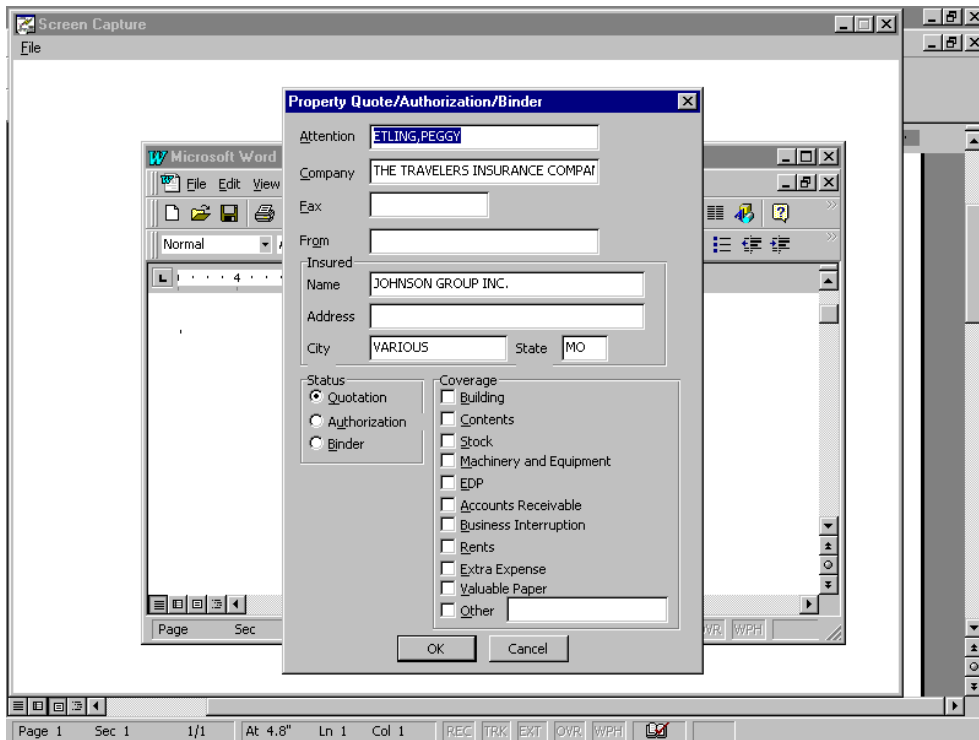 Screen Capture
File
Property Quote/Authorization/Binder
Attention ETLING,PEGGY
Company THE TRAVELERS INSURANCE COMPAN
Fax
From
Insured
Name JOHNSON GROUP INC.
Address
City VARIOUS State MO
Status
Quotation
Authorization
Binder
Coverage
Building
Contents
Stock
Machinery and Equipment
EDP
Accounts Receivable
Business Interruption
Rents
Extra Expense
Valuable Paper
Other
OK Cancel
Microsoft Word
File Edit View
Normal
4
Page Sec
WPH
Page 1 Sec 1 1/1 At 4.8" Ln 1 Col 1 REC TRK EXT OVR WPH